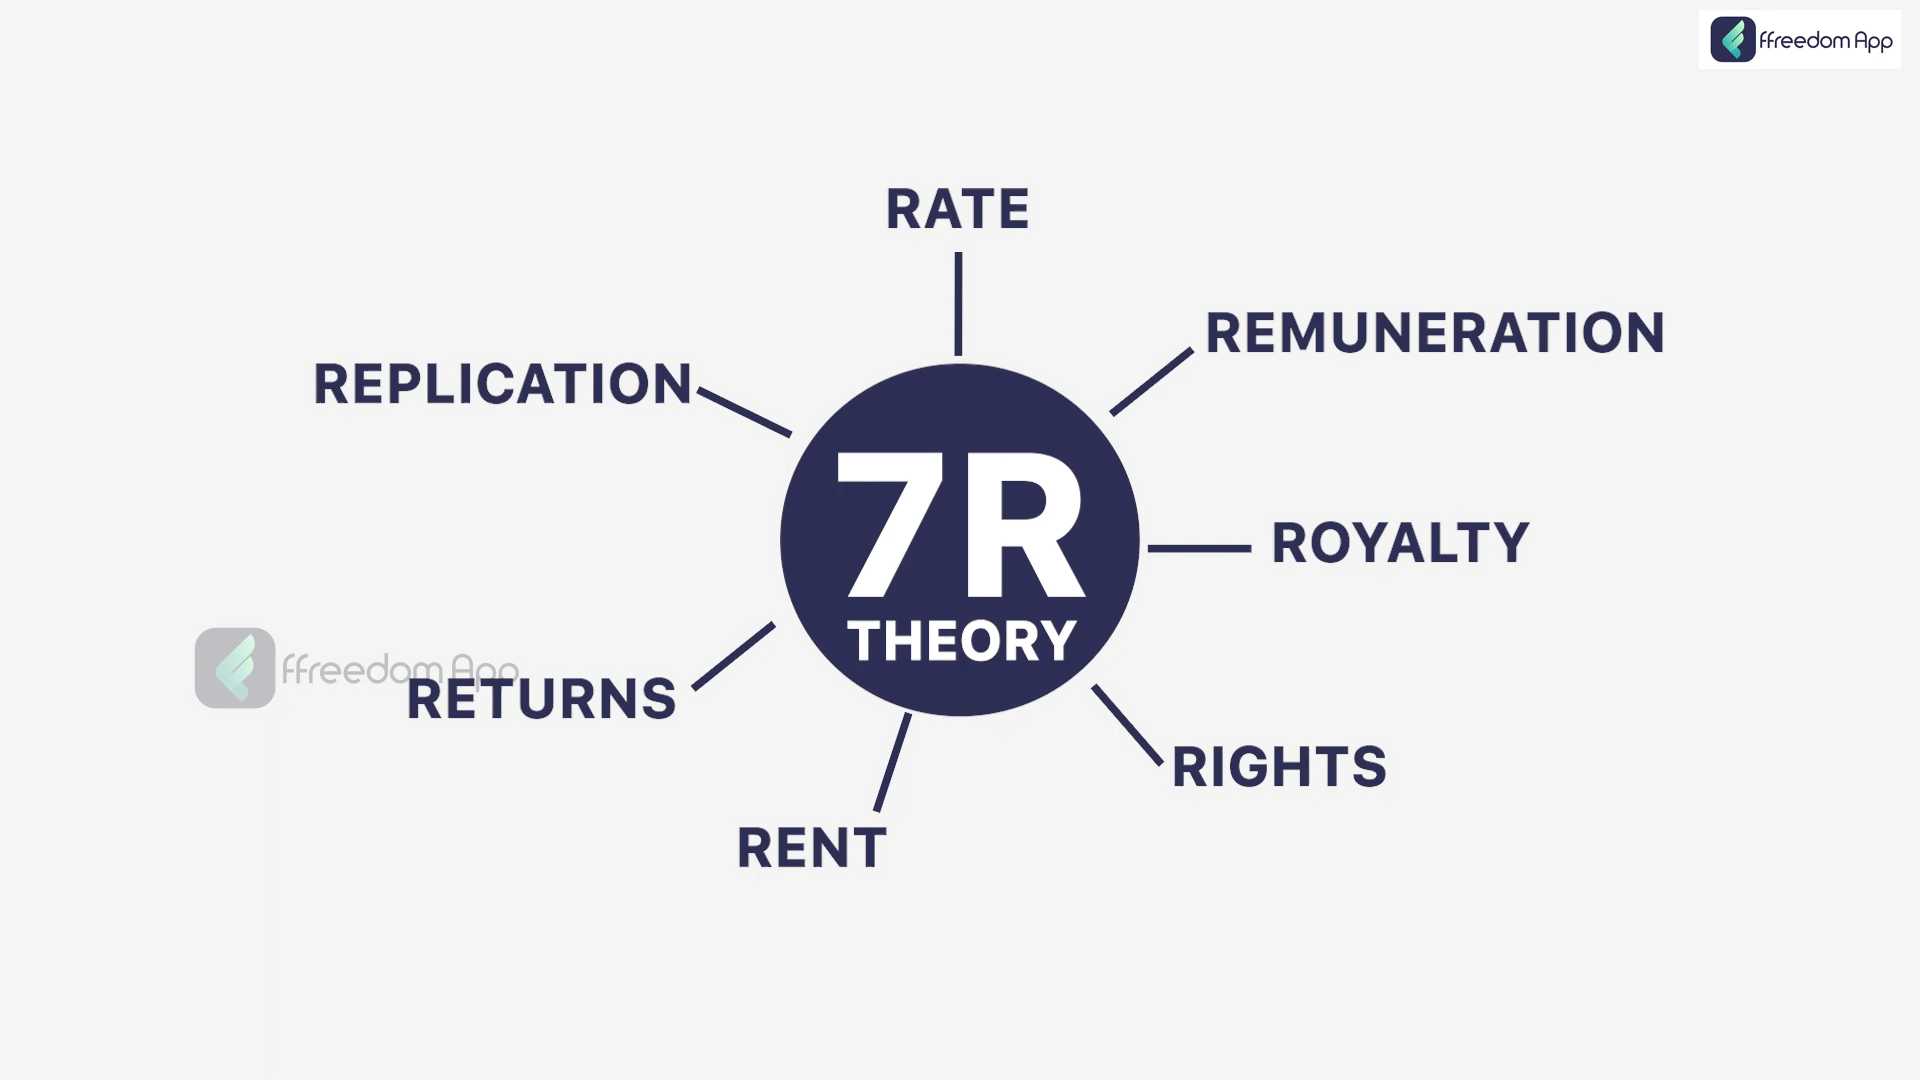 ffreedom App
RATE
REMUNERATION
REPLICATION
7R
THEORY
ROYALTY
ffreedom App
RETURNS
RIGHTS
RENT